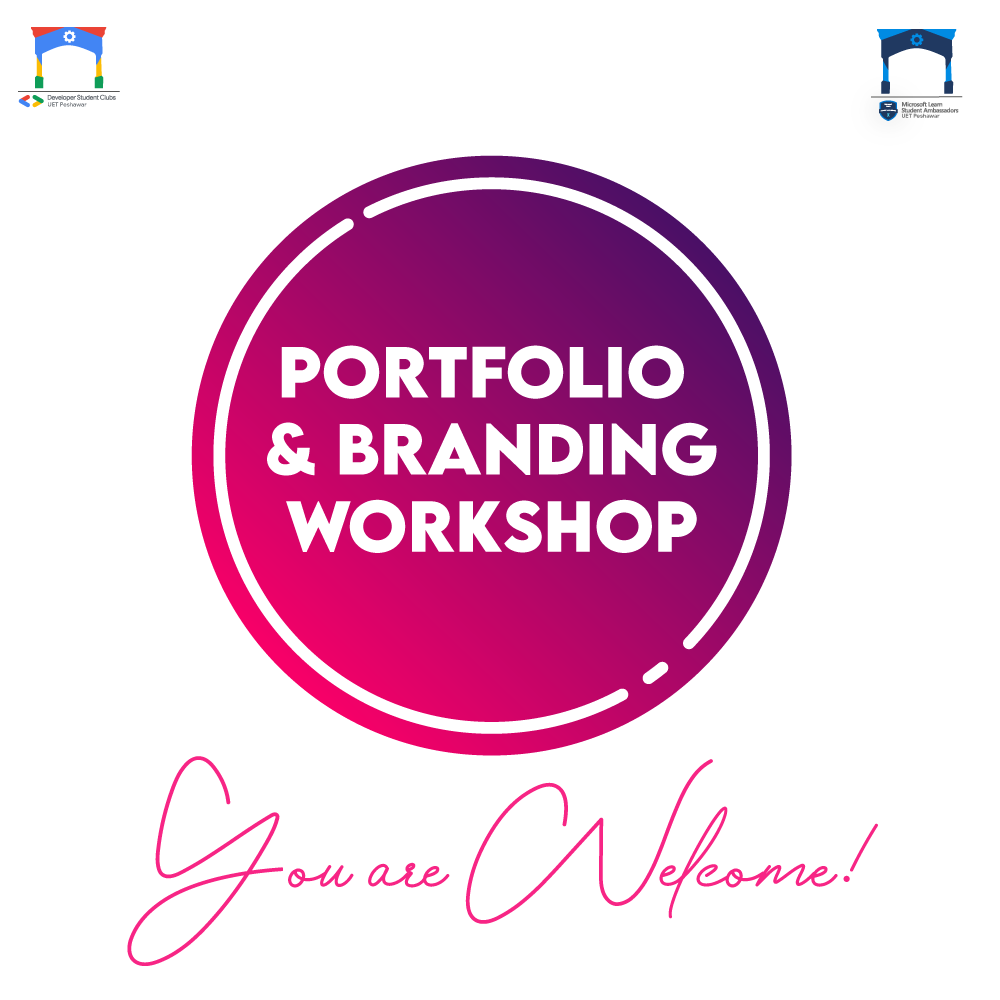 Developer Student Clubs
UET Peshawar
Microsoft Learn
Student Ambassadors
UET Peshawar
PORTFOLIO
& BRANDING
WORKSHOP
You are Welcome!